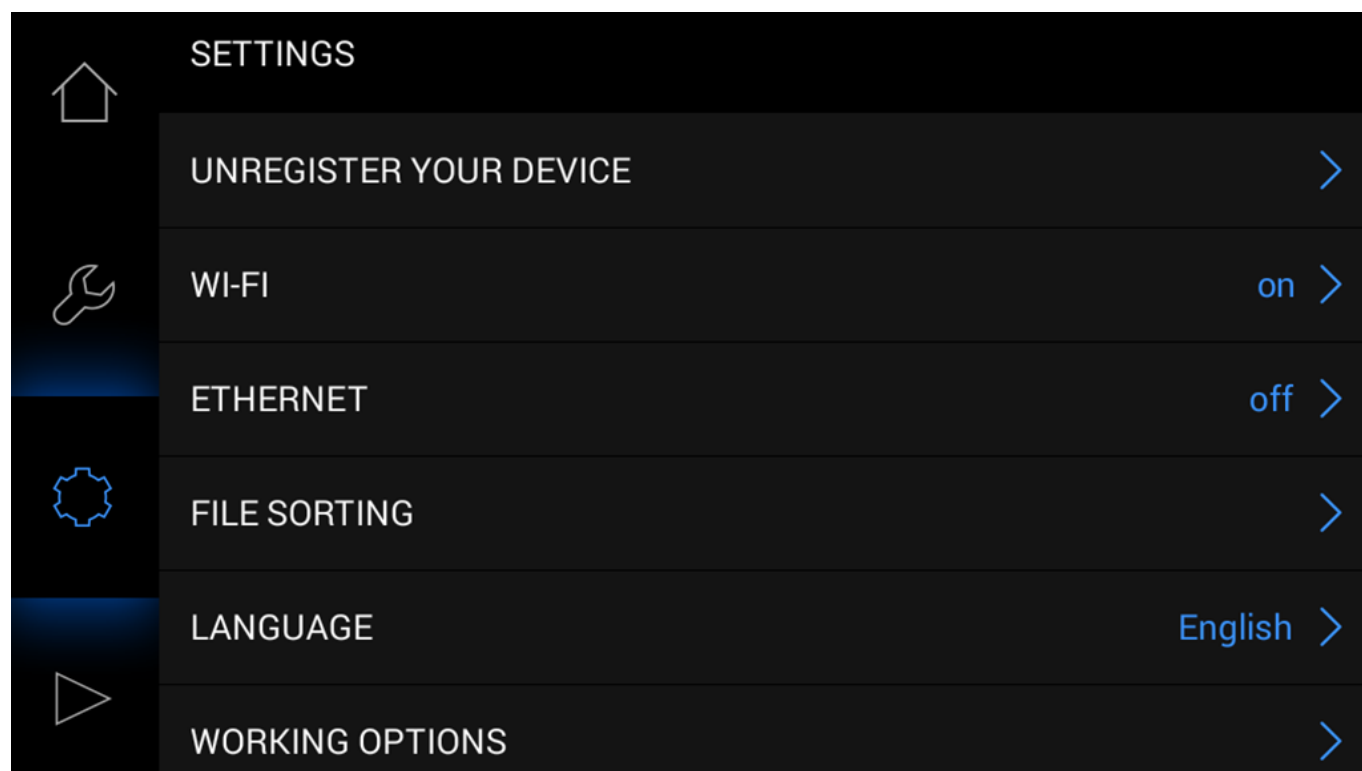 SETTINGS
UNREGISTER YOUR DEVICE
WI-FI on
ETHERNET off
FILE SORTING
LANGUAGE English
WORKING OPTIONS